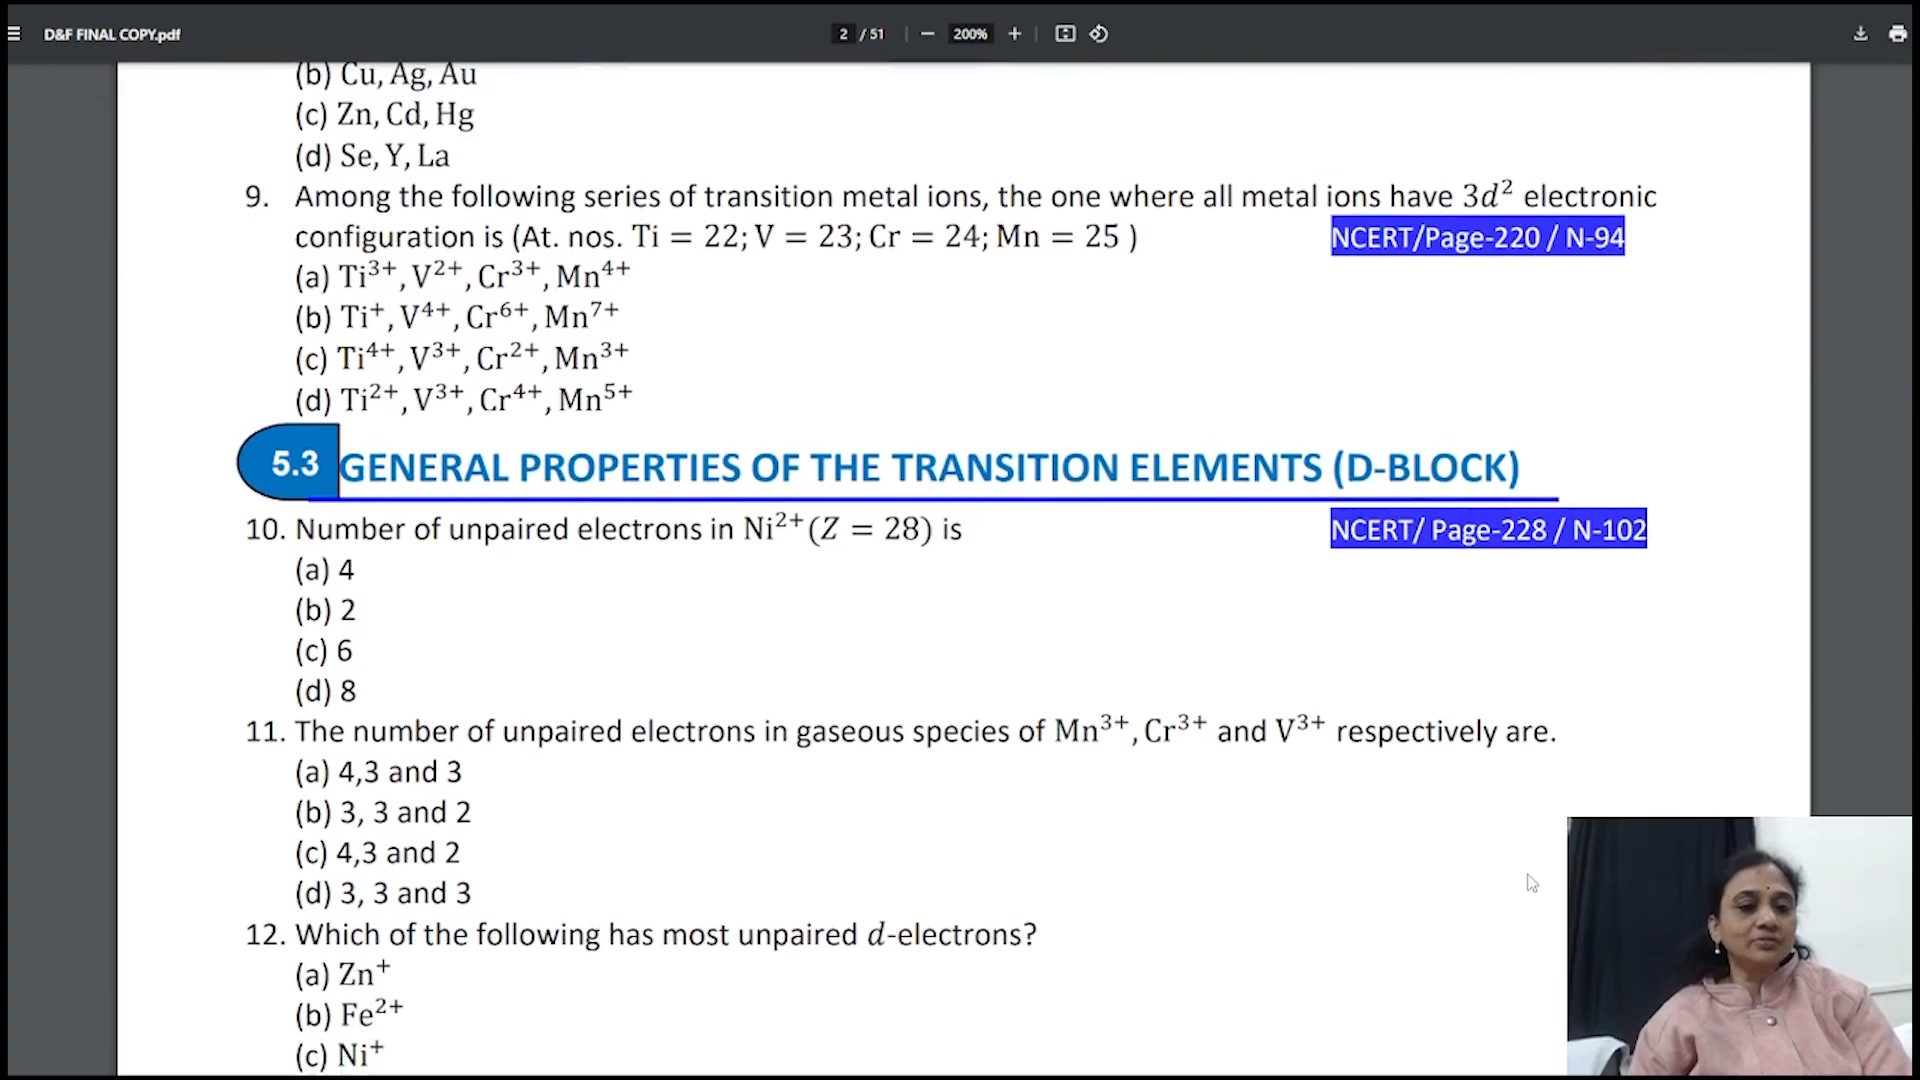 D&F FINAL COPY.pdf
2 / 51
200%
(b) Cu, Ag, Au
(c) Zn, Cd, Hg
(d) Se, Y, La
9. Among the following series of transition metal ions, the one where all metal ions have 3d² electronic
configuration is (At. nos. Ti = 22; V = 23; Cr = 24; Mn = 25 ) NCERT/Page-220 / N-94
(a) Ti³⁺, V²⁺, Cr³⁺, Mn⁴⁺
(b) Ti⁺, V⁴⁺, Cr⁶⁺, Mn⁷⁺
(c) Ti⁴⁺, V³⁺, Cr²⁺, Mn³⁺
(d) Ti²⁺, V³⁺, Cr⁴⁺, Mn⁵⁺
5.3 GENERAL PROPERTIES OF THE TRANSITION ELEMENTS (D-BLOCK)
10. Number of unpaired electrons in Ni²⁺ (Z = 28) is NCERT/ Page-228 / N-102
(a) 4
(b) 2
(c) 6
(d) 8
11. The number of unpaired electrons in gaseous species of Mn³⁺, Cr³⁺ and V³⁺ respectively are.
(a) 4,3 and 3
(b) 3, 3 and 2
(c) 4,3 and 2
(d) 3, 3 and 3
12. Which of the following has most unpaired d-electrons?
(a) Zn⁺
(b) Fe²⁺
(c) Ni⁺